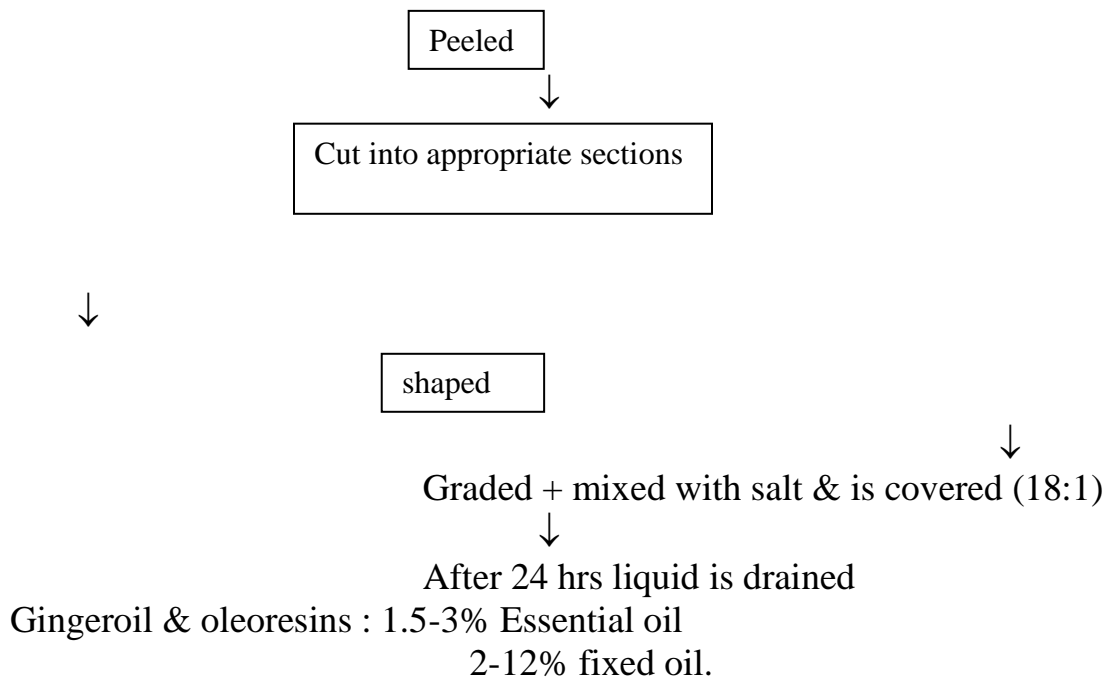 Peeled
↓
Cut into appropriate sections
↓
shaped
↓
Graded + mixed with salt & is covered (18:1)
↓
After 24 hrs liquid is drained
Gingeroil & oleoresins : 1.5-3% Essential oil
2-12% fixed oil.